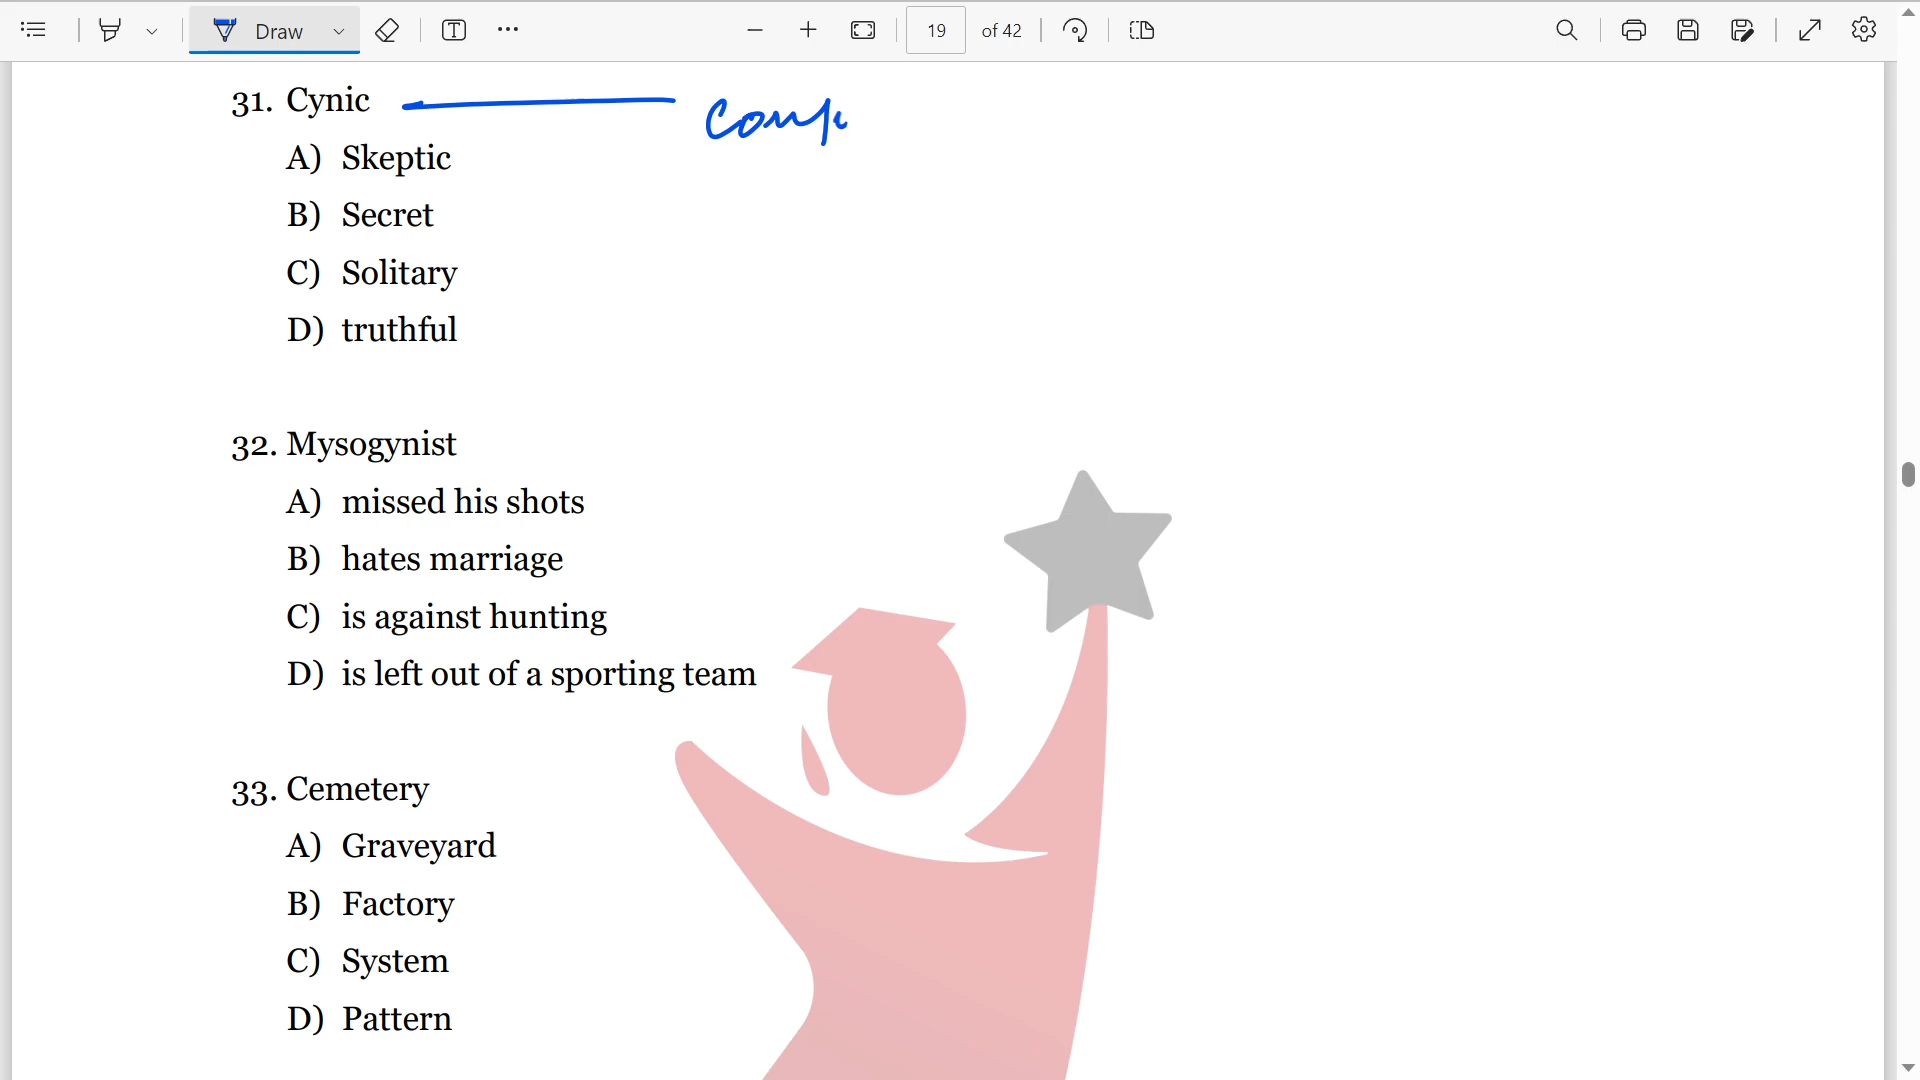 Draw
19 of 42
31. Cynic
A) Skeptic
B) Secret
C) Solitary
D) truthful
32. Mysogynist
A) missed his shots
B) hates marriage
C) is against hunting
D) is left out of a sporting team
33. Cemetery
A) Graveyard
B) Factory
C) System
D) Pattern